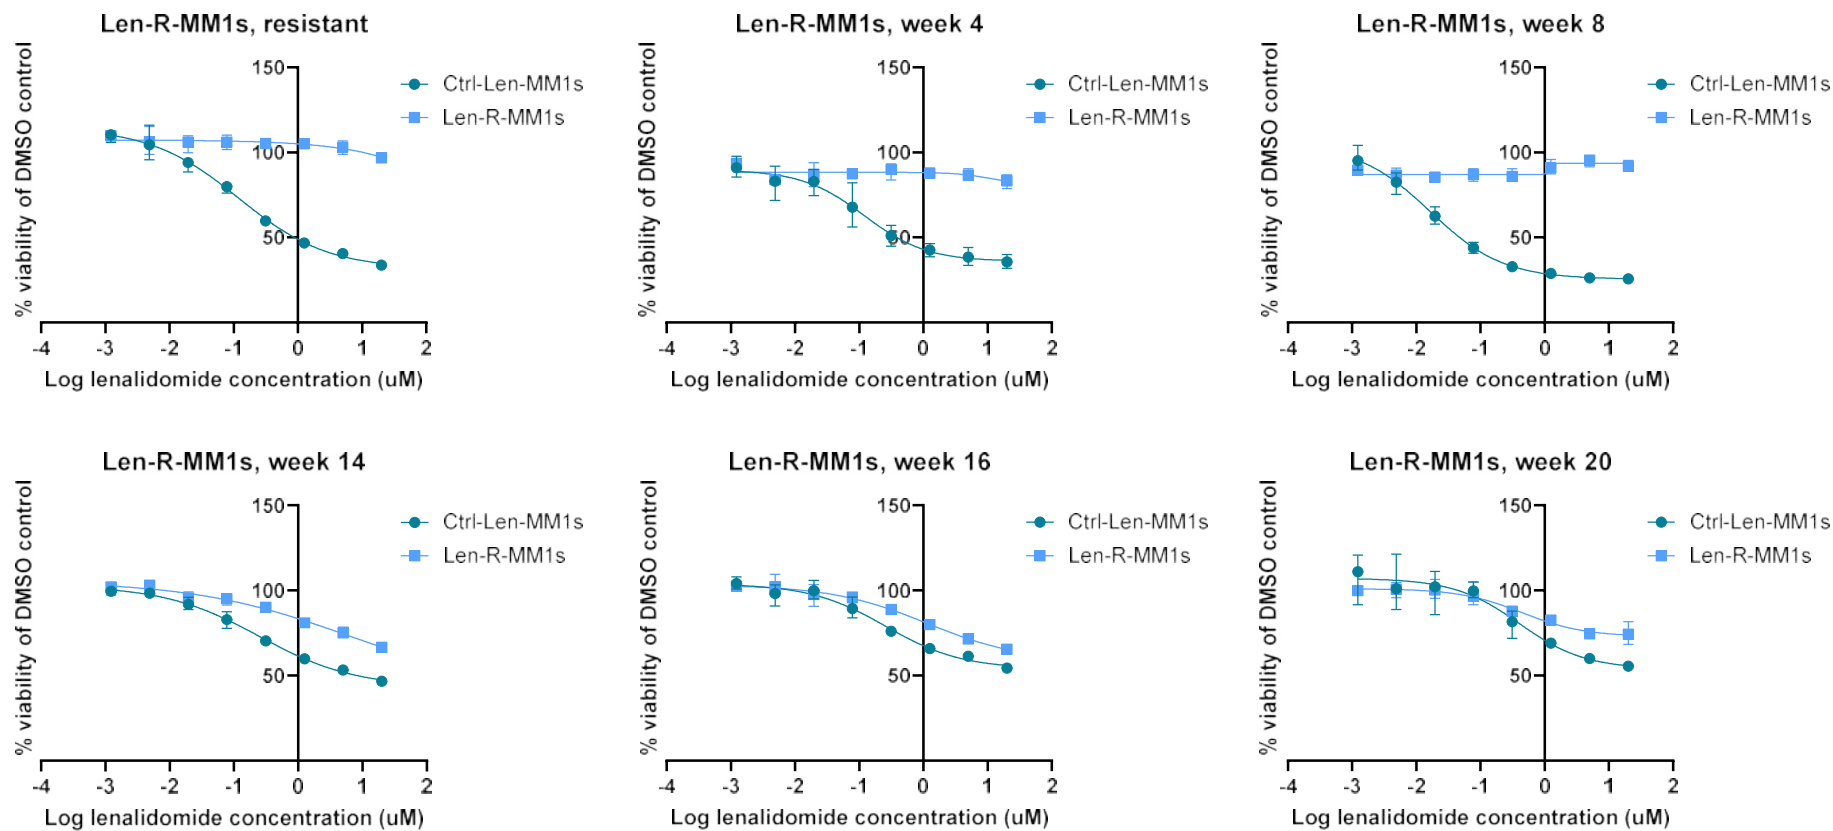 Len-R-MM1s, resistant
% viability of DMSO control
150
100
50
Ctrl-Len-MM1s
Len-R-MM1s
-4 -3 -2 -1 0 1 2
Log lenalidomide concentration (uM)
Len-R-MM1s, week 4
% viability of DMSO control
150
100
50
Ctrl-Len-MM1s
Len-R-MM1s
-4 -3 -2 -1 0 1 2
Log lenalidomide concentration (uM)
Len-R-MM1s, week 8
% viability of DMSO control
150
100
50
Ctrl-Len-MM1s
Len-R-MM1s
-4 -3 -2 -1 0 1 2
Log lenalidomide concentration (uM)
Len-R-MM1s, week 14
% viability of DMSO control
150
100
50
Ctrl-Len-MM1s
Len-R-MM1s
-4 -3 -2 -1 0 1 2
Log lenalidomide concentration (uM)
Len-R-MM1s, week 16
% viability of DMSO control
150
100
50
Ctrl-Len-MM1s
Len-R-MM1s
-4 -3 -2 -1 0 1 2
Log lenalidomide concentration (uM)
Len-R-MM1s, week 20
% viability of DMSO control
150
100
50
Ctrl-Len-MM1s
Len-R-MM1s
-4 -3 -2 -1 0 1 2
Log lenalidomide concentration (uM)